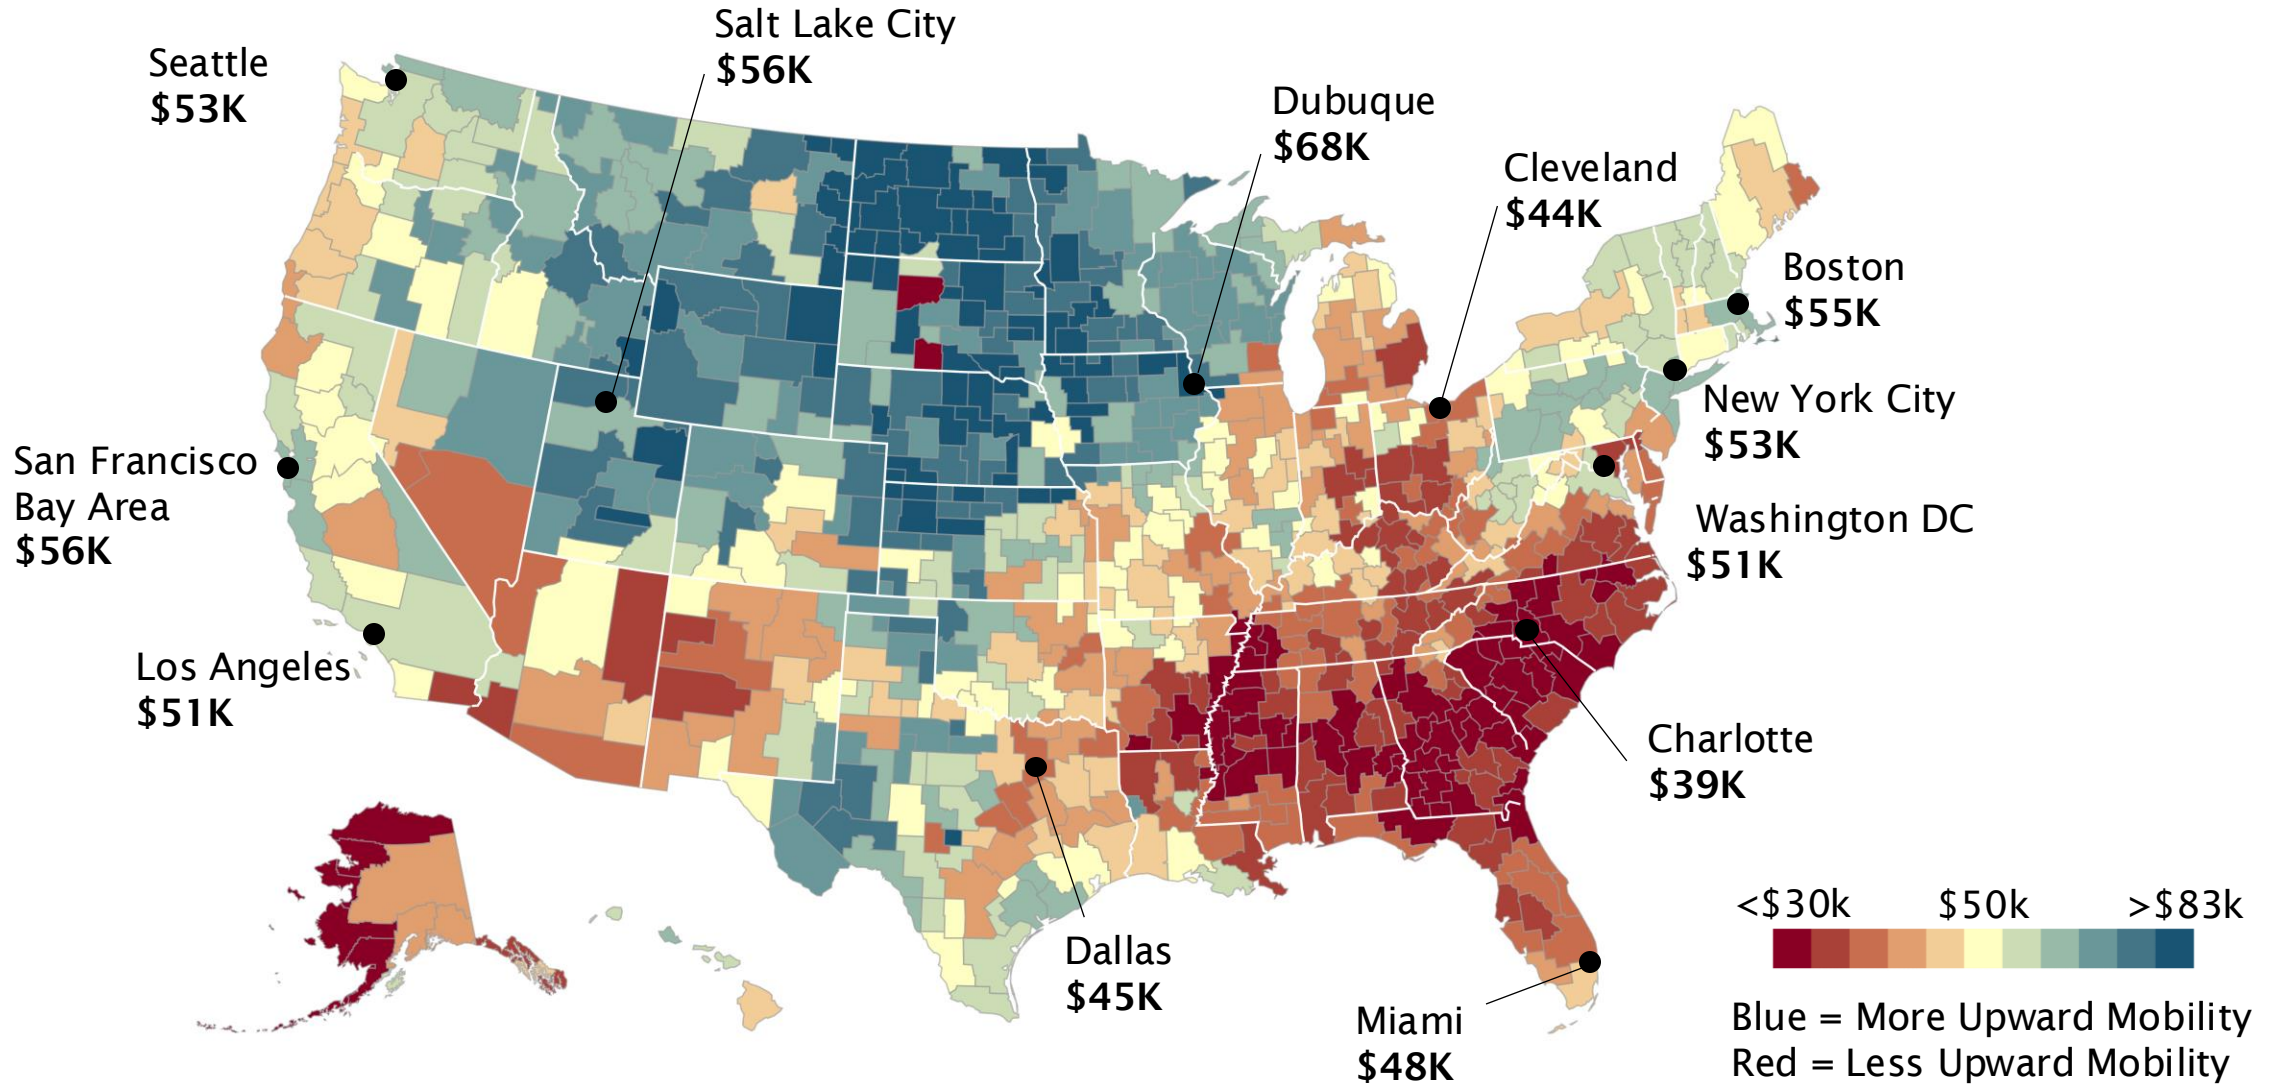 Salt Lake City
$56K
Seattle
$53K
Dubuque
$68K
Cleveland
$44K
Boston
$55K
New York City
$53K
San Francisco
Bay Area
$56K
Washington DC
$51K
Los Angeles
$51K
Charlotte
$39K
Dallas
$45K
Miami
$48K
<$30k $50k >$83k
Blue = More Upward Mobility
Red = Less Upward Mobility